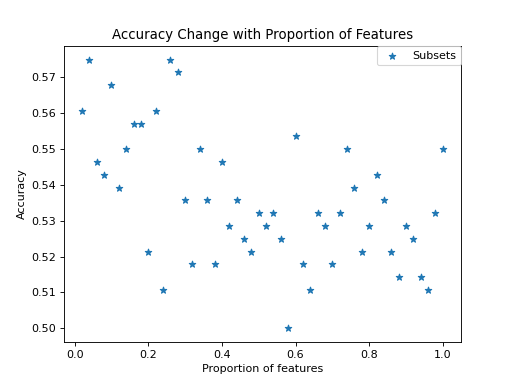 Accuracy Change with Proportion of Features
Subsets
Accuracy
0.57
0.56
0.55
0.54
0.53
0.52
0.51
0.50
0.0 0.2 0.4 0.6 0.8 1.0
Proportion of features